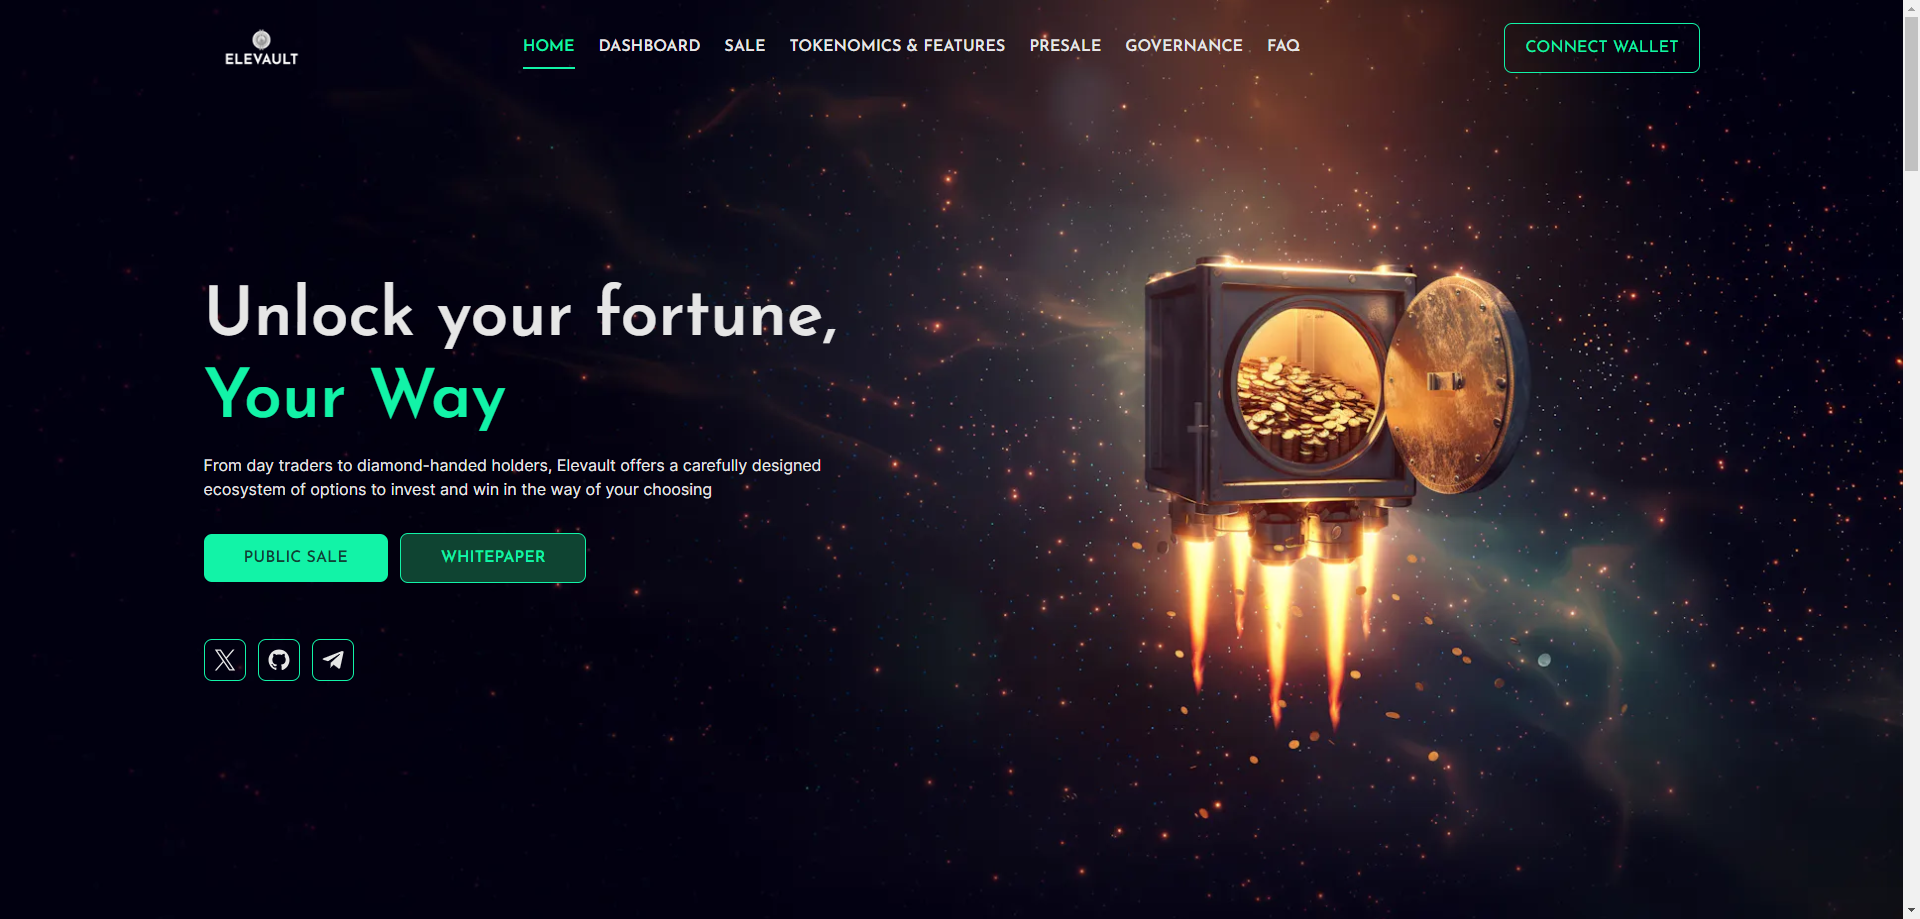 ELEVAULT
HOME
DASHBOARD
SALE
TOKENOMICS & FEATURES
PRESALE
GOVERNANCE
FAQ
CONNECT WALLET
Unlock your fortune,
Your Way
From day traders to diamond-handed holders, Elevault offers a carefully designed
ecosystem of options to invest and win in the way of your choosing
PUBLIC SALE
WHITEPAPER